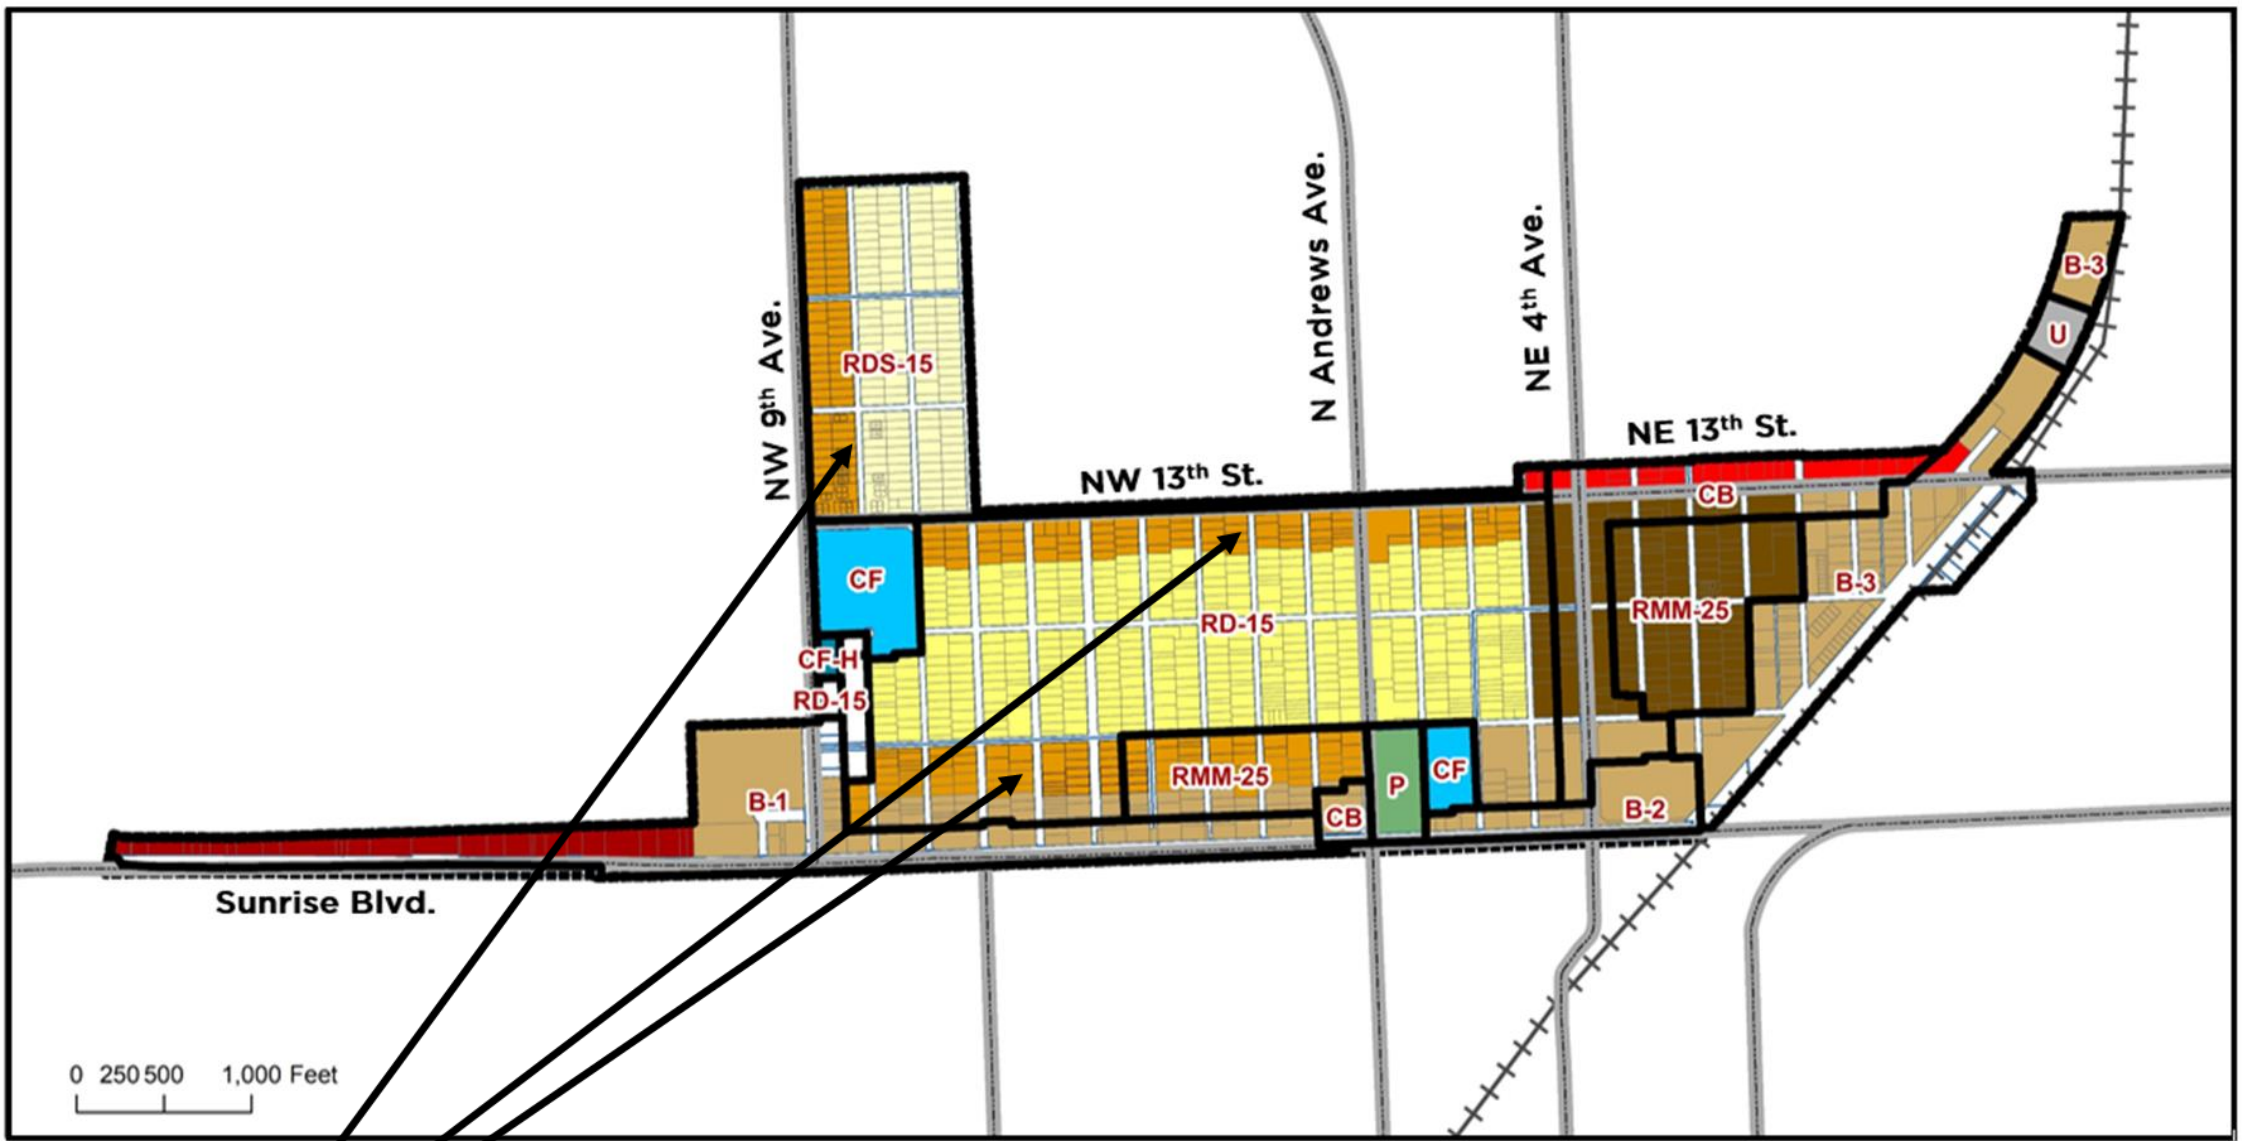 NW 9th Ave.
N Andrews Ave.
NE 4th Ave.
B-3
U
RDS-15
NE 13th St.
NW 13th St.
CB
CF
B-3
RMM-25
RD-15
CF-H
RD-15
RMM-25
CF
P
B-1
CB
B-2
Sunrise Blvd.
0 250 500 1,000 Feet